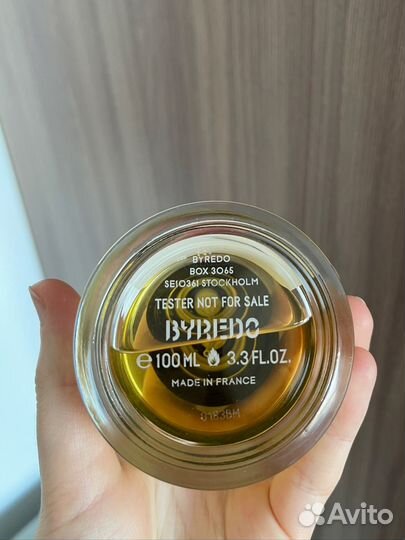 BYREDO
BOX 3065
SE10361 STOCKHOLM
TESTER NOT FOR SALE
BYREDO
℮ 100 ML 3.3 FL.OZ.
MADE IN FRANCE
Avito